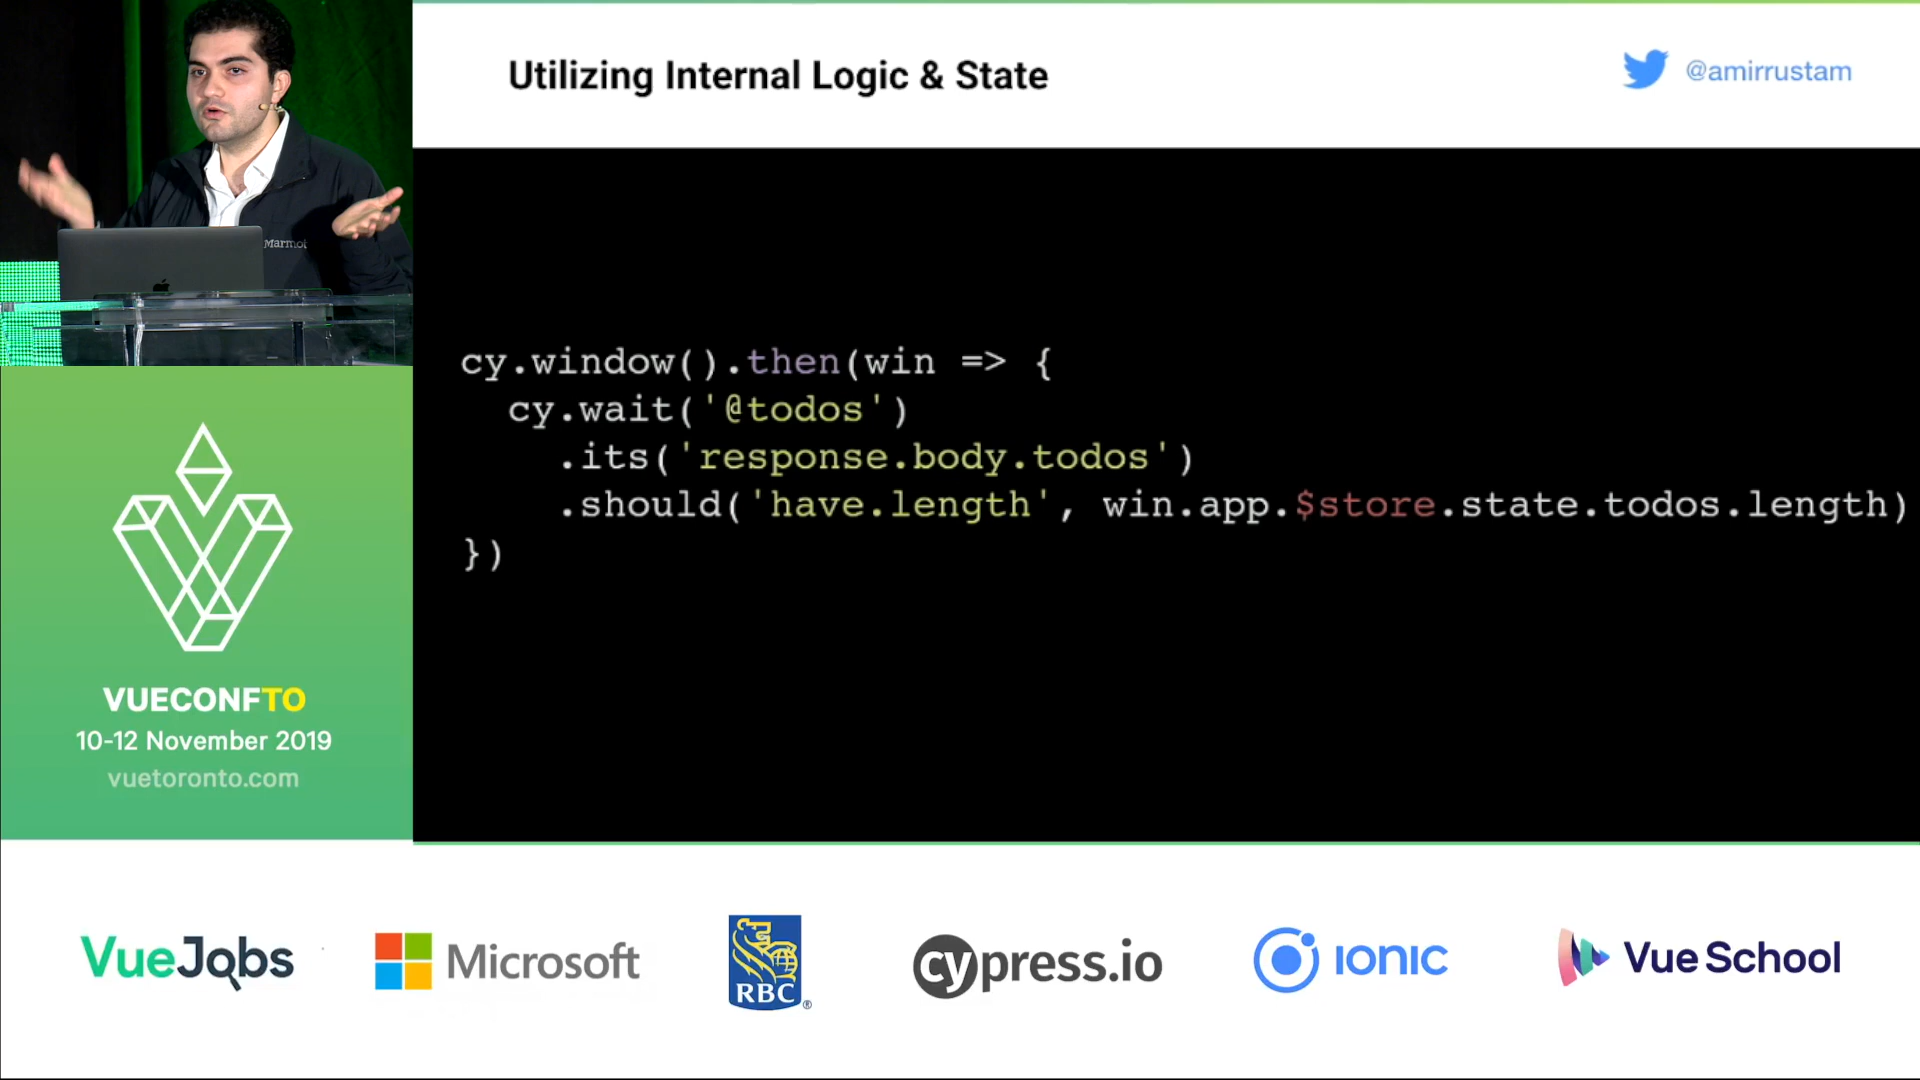 Utilizing Internal Logic & State
@amirrustam
Marmot
cy.window().then(win => {
  cy.wait('@todos')
    .its('response.body.todos')
    .should('have.length', win.app.$store.state.todos.length)
})
VUECONFTO
10-12 November 2019
vuetoronto.com
VueJobs
Microsoft
RBC®
cypress.io
IONIC
Vue School